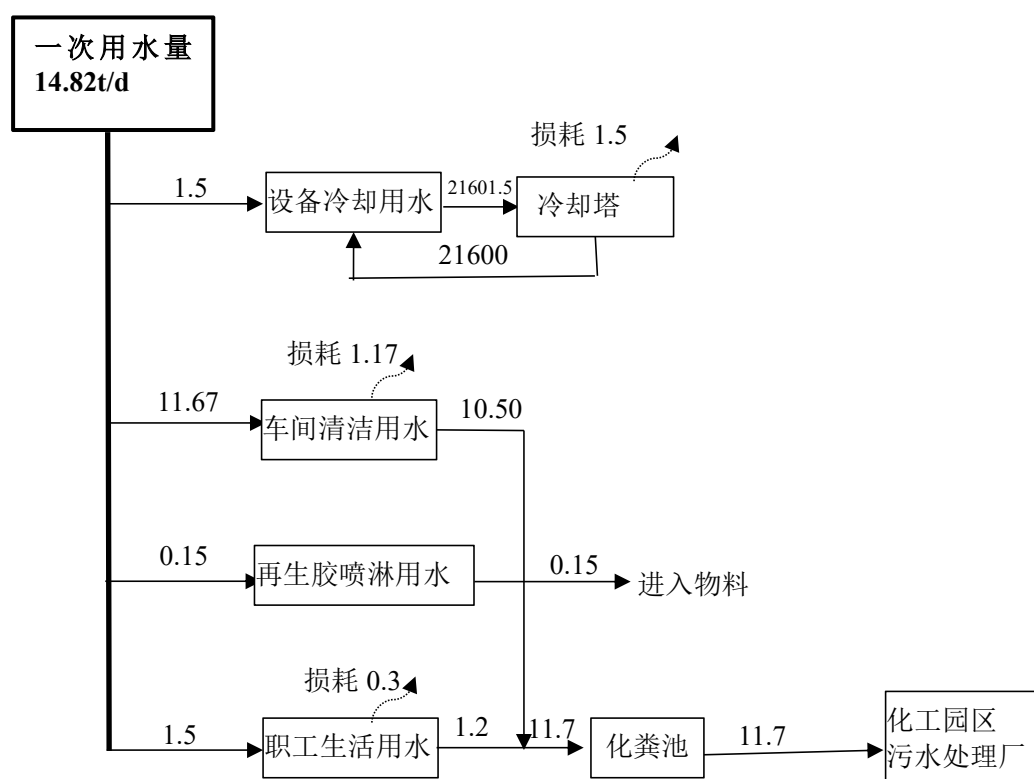 一次用水量
14.82t/d
损耗 1.5
1.5
设备冷却用水
21601.5
冷却塔
21600
损耗 1.17
11.67
车间清洁用水
10.50
0.15
再生胶喷淋用水
0.15
进入物料
损耗 0.3
1.5
职工生活用水
1.2
11.7
化粪池
11.7
化工园区
污水处理厂